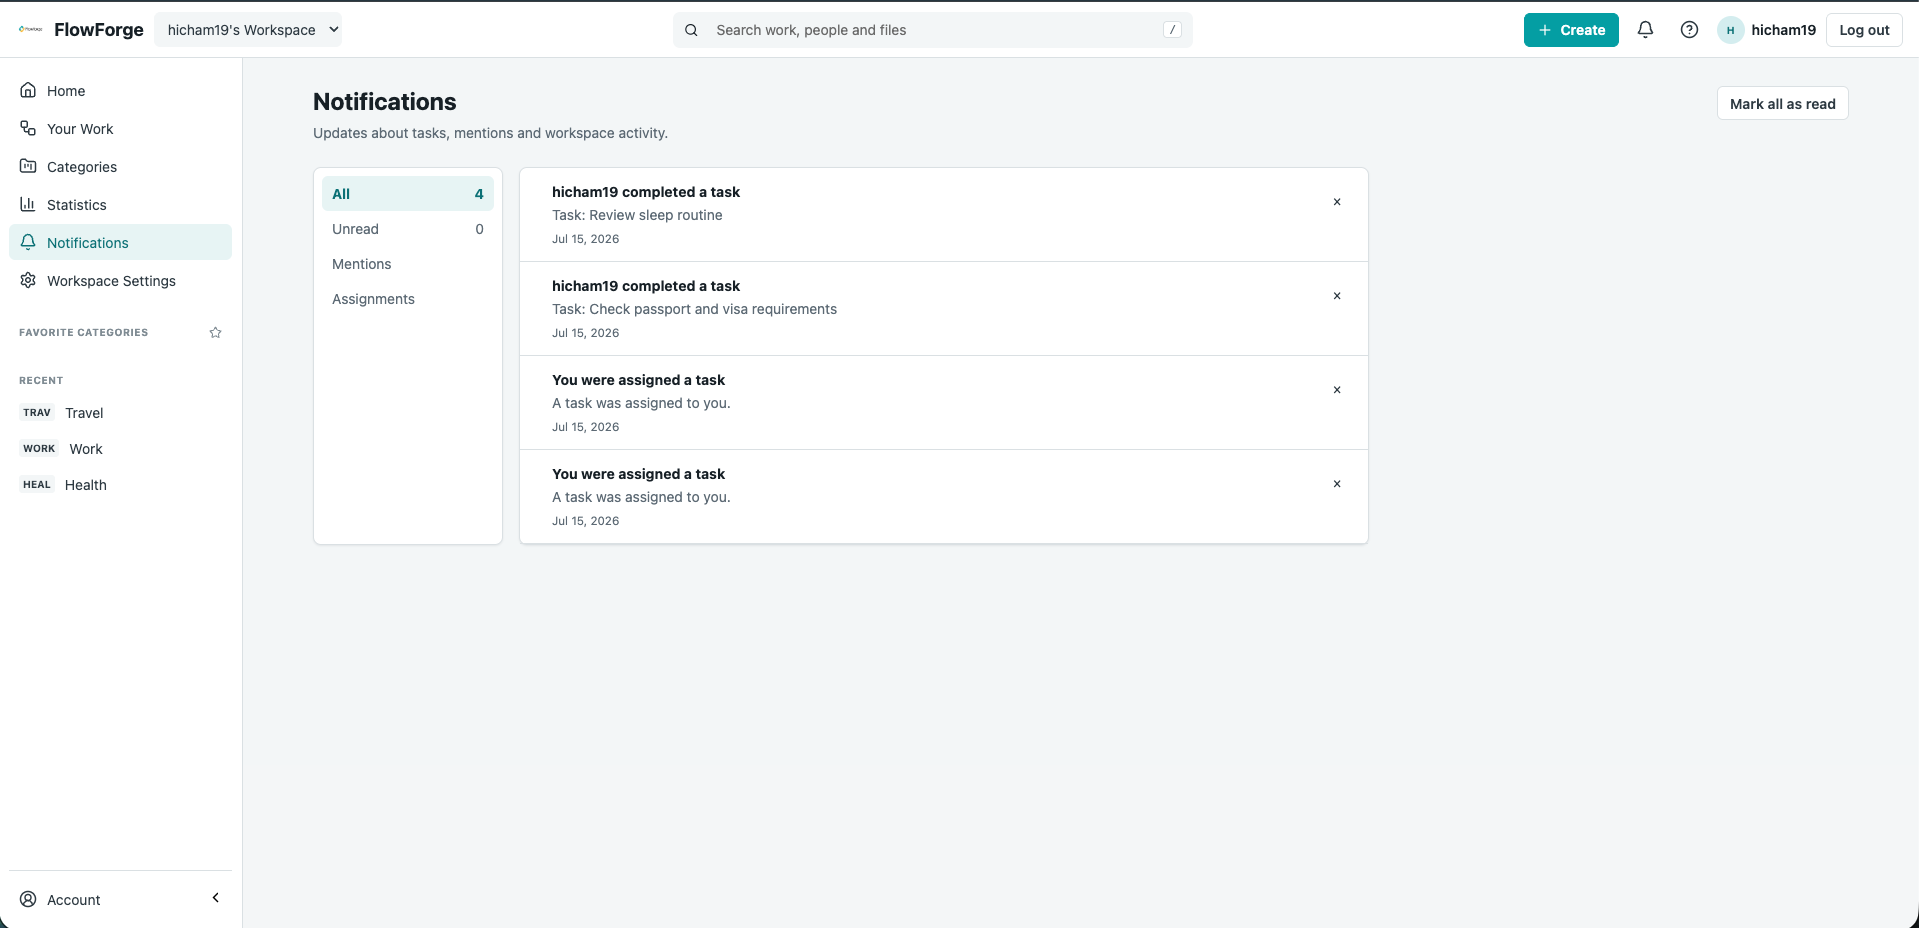 FlowForge
hicham19's Workspace
Search work, people and files
/
+ Create
H
hicham19
Log out
Home
Your Work
Categories
Statistics
Notifications
Workspace Settings
FAVORITE CATEGORIES
RECENT
TRAV Travel
WORK Work
HEAL Health
Account
Notifications
Updates about tasks, mentions and workspace activity.
Mark all as read
All 4
Unread 0
Mentions
Assignments
hicham19 completed a task
Task: Review sleep routine
Jul 15, 2026
hicham19 completed a task
Task: Check passport and visa requirements
Jul 15, 2026
You were assigned a task
A task was assigned to you.
Jul 15, 2026
You were assigned a task
A task was assigned to you.
Jul 15, 2026